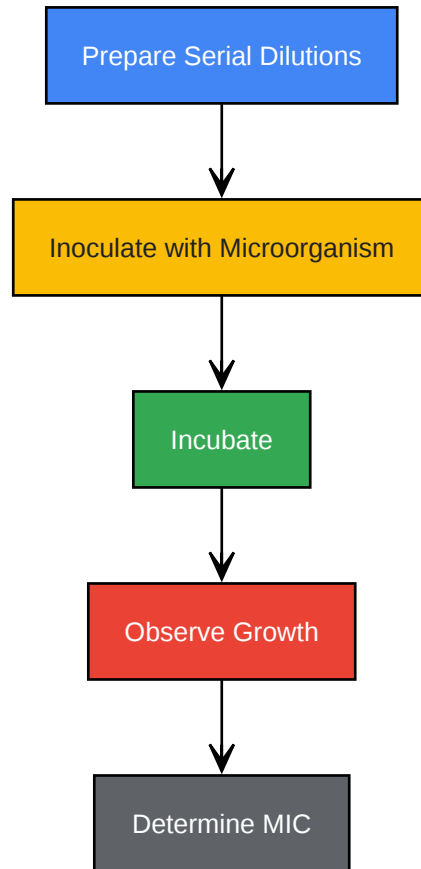 Prepare Serial Dilutions
Inoculate with Microorganism
Incubate
Observe Growth
Determine MIC